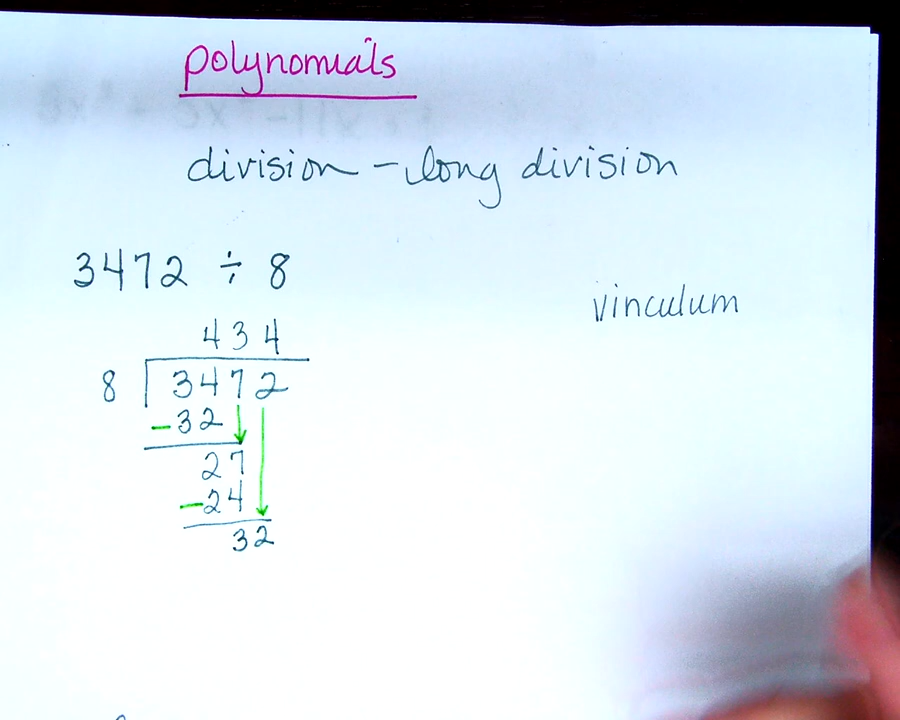 polynomials
division - long division
3472 ÷ 8
vinculum
434
8 3472
-32
27
-24
32